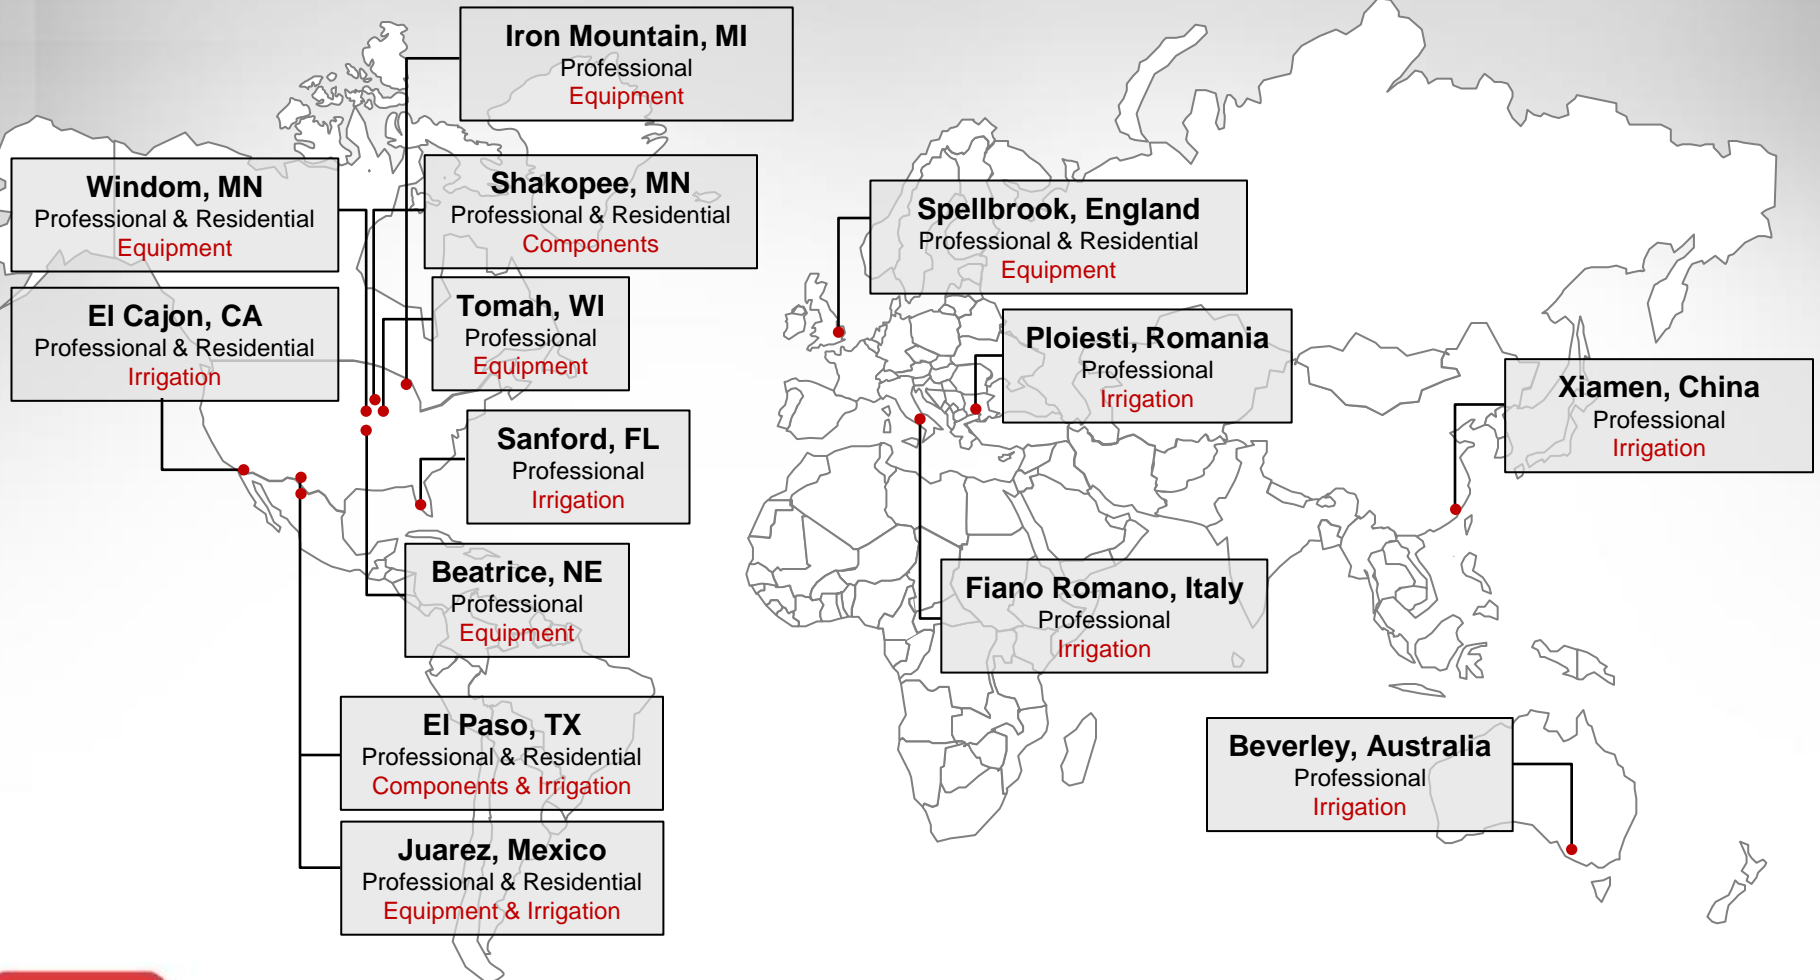 Iron Mountain, MI
Professional
Equipment
Windom, MN
Professional & Residential
Equipment
Shakopee, MN
Professional & Residential
Components
Spellbrook, England
Professional & Residential
Equipment
El Cajon, CA
Professional & Residential
Irrigation
Tomah, WI
Professional
Equipment
Ploiesti, Romania
Professional
Irrigation
Xiamen, China
Professional
Irrigation
Sanford, FL
Professional
Irrigation
Beatrice, NE
Professional
Equipment
Fiano Romano, Italy
Professional
Irrigation
El Paso, TX
Professional & Residential
Components & Irrigation
Beverley, Australia
Professional
Irrigation
Juarez, Mexico
Professional & Residential
Equipment & Irrigation